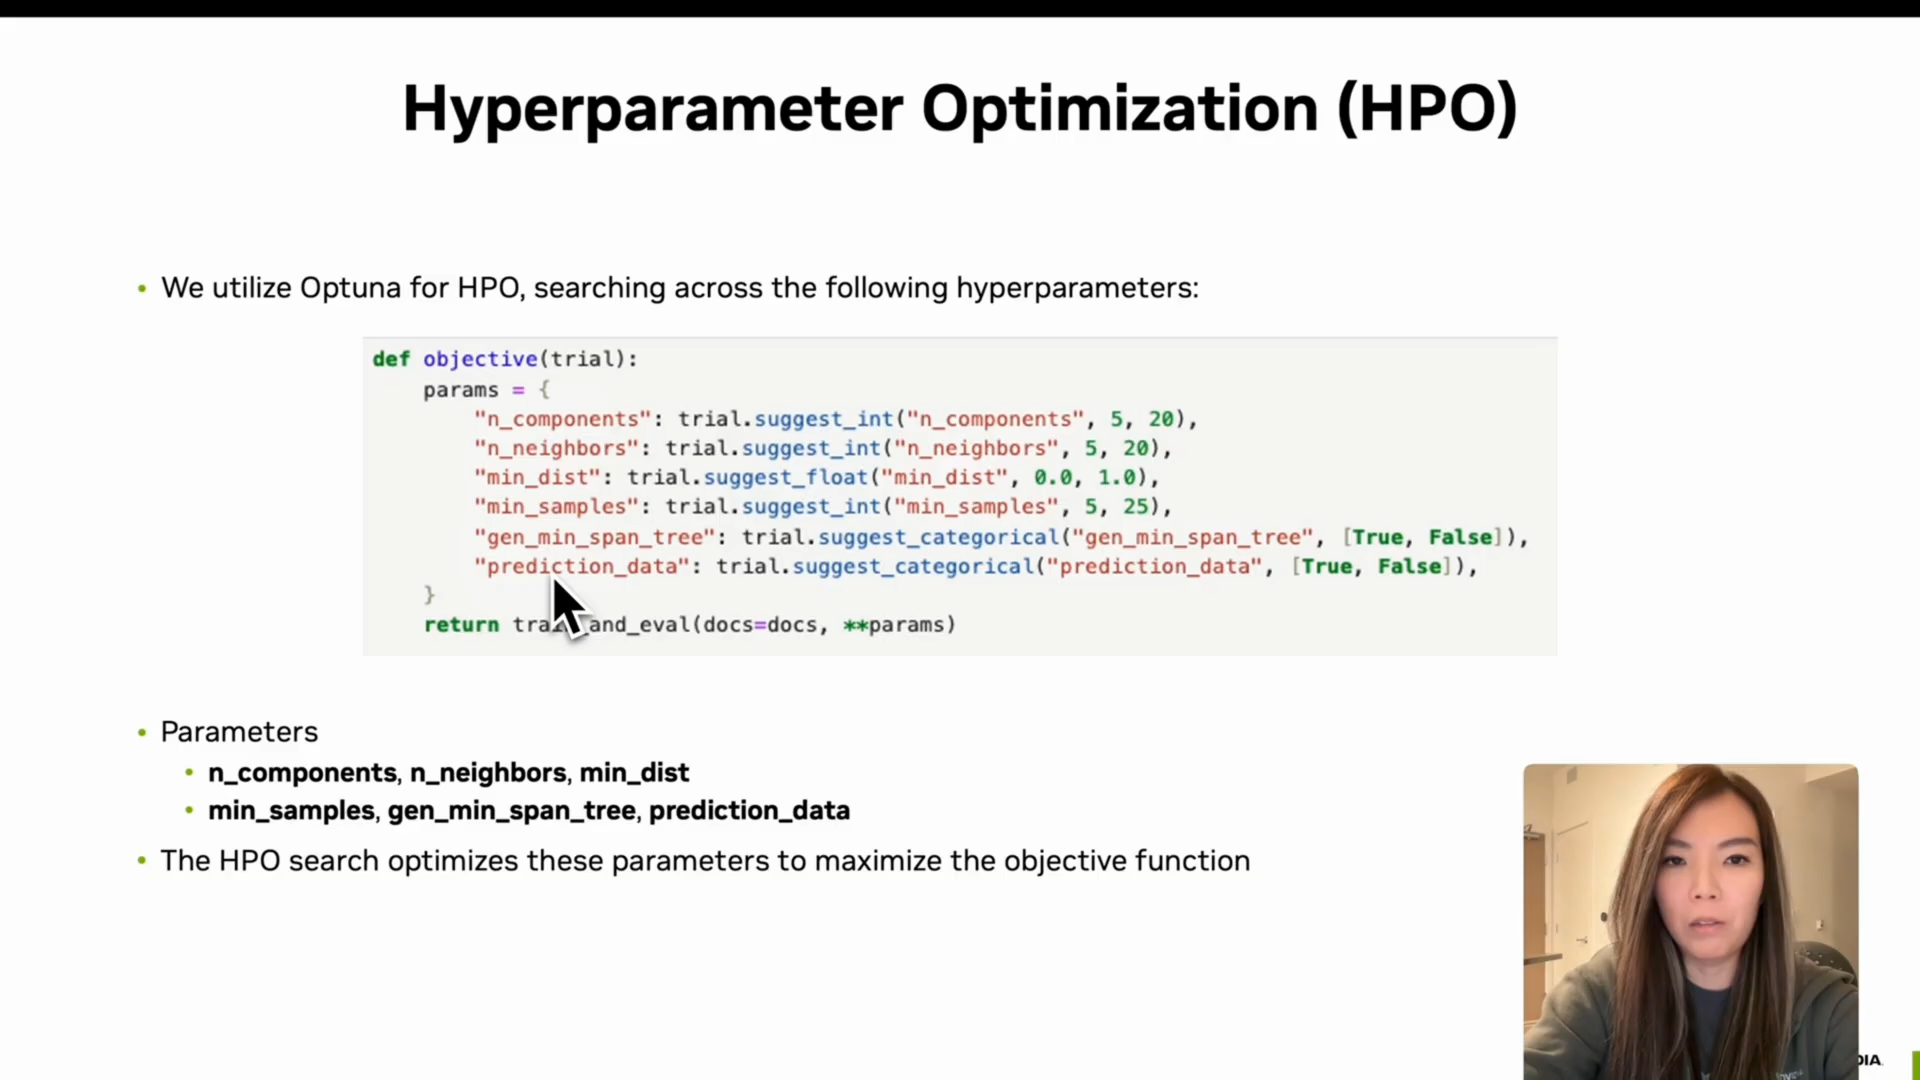 Hyperparameter Optimization (HPO)
• We utilize Optuna for HPO, searching across the following hyperparameters:
def objective(trial):
    params = {
        "n_components": trial.suggest_int("n_components", 5, 20),
        "n_neighbors": trial.suggest_int("n_neighbors", 5, 20),
        "min_dist": trial.suggest_float("min_dist", 0.0, 1.0),
        "min_samples": trial.suggest_int("min_samples", 5, 25),
        "gen_min_span_tree": trial.suggest_categorical("gen_min_span_tree", [True, False]),
        "prediction_data": trial.suggest_categorical("prediction_data", [True, False]),
    }
    return and_eval(docs=docs, **params)
• Parameters
• n_components, n_neighbors, min_dist
• min_samples, gen_min_span_tree, prediction_data
• The HPO search optimizes these parameters to maximize the objective function